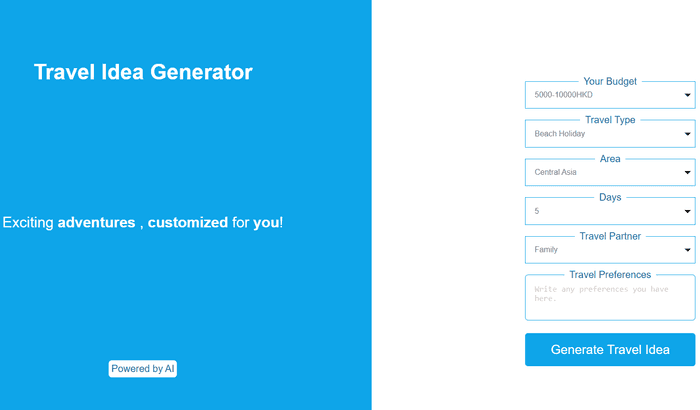 Travel Idea Generator
Exciting adventures , customized for you!
Powered by AI
Your Budget
5000-10000HKD
Travel Type
Beach Holiday
Area
Central Asia
Days
5
Travel Partner
Family
Travel Preferences
Write any preferences you have
here.
Generate Travel Idea